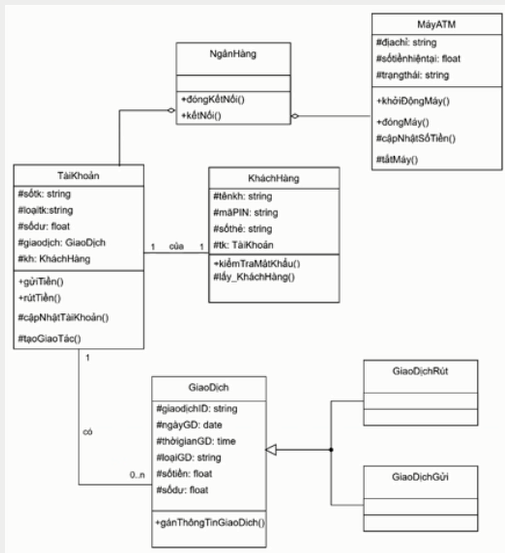 MáyATM
#địachỉ: string
#sốtiềnhiệntại: float
#trạngthái: string
+khởiĐộngMáy()
+đóngMáy()
#cậpNhậtSốTiền()
#tắtMáy()
NgânHàng
+đóngKếtNối()
+kếtNối()
TàiKhoản
#sốtk: string
#loạitk:string
#sốdư: float
#giaodịch: GiaoDịch
#kh: KháchHàng
+gửiTiền()
+rútTiền()
#cậpNhậtTàiKhoản()
#tạoGiaoTác()
1 của 1
KháchHàng
#tênkh: string
#mãPIN: string
#sốthẻ: string
#tk: TàiKhoản
+kiểmTraMậtKhẩu()
#lấy_KháchHàng()
1
có
0..n
GiaoDịch
#giaodịchID: string
#ngàyGD: date
#thờigianGD: time
#loạiGD: string
#sốtiền: float
#sốdư: float
+gánThôngTinGiaoDịch()
GiaoDịchRút
GiaoDịchGửi